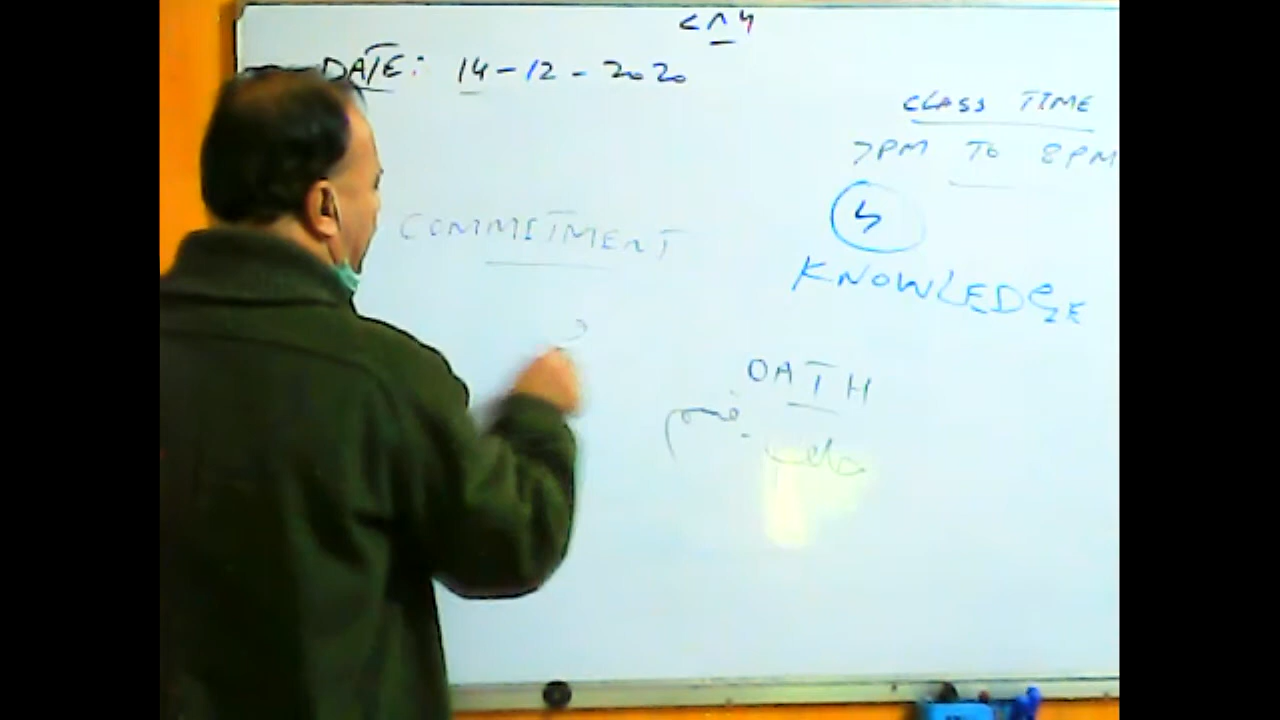 DATE: 14-12-2020
CLASS TIME
7PM TO 8PM
COMMITMENT
KNOWLEDGE
OATH